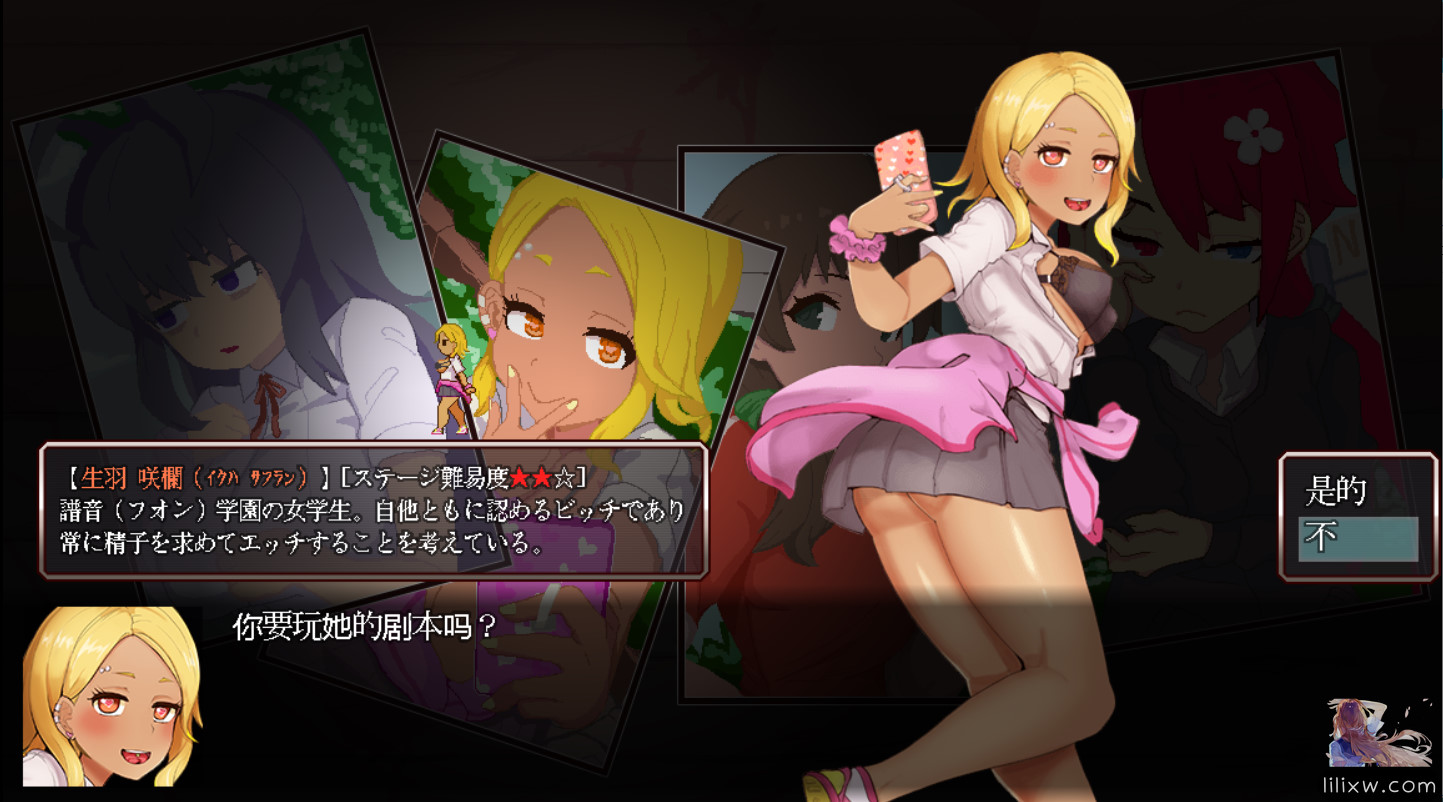 【生羽 咲欄（イクハ サフラン）】[ステージ難易度★★☆]
譜音（フオン）学園の女学生。自他ともに認めるビッチであり
常に精子を求めてエッチすることを考えている。
是的
不
你要玩她的剧本吗？
lilixw.com